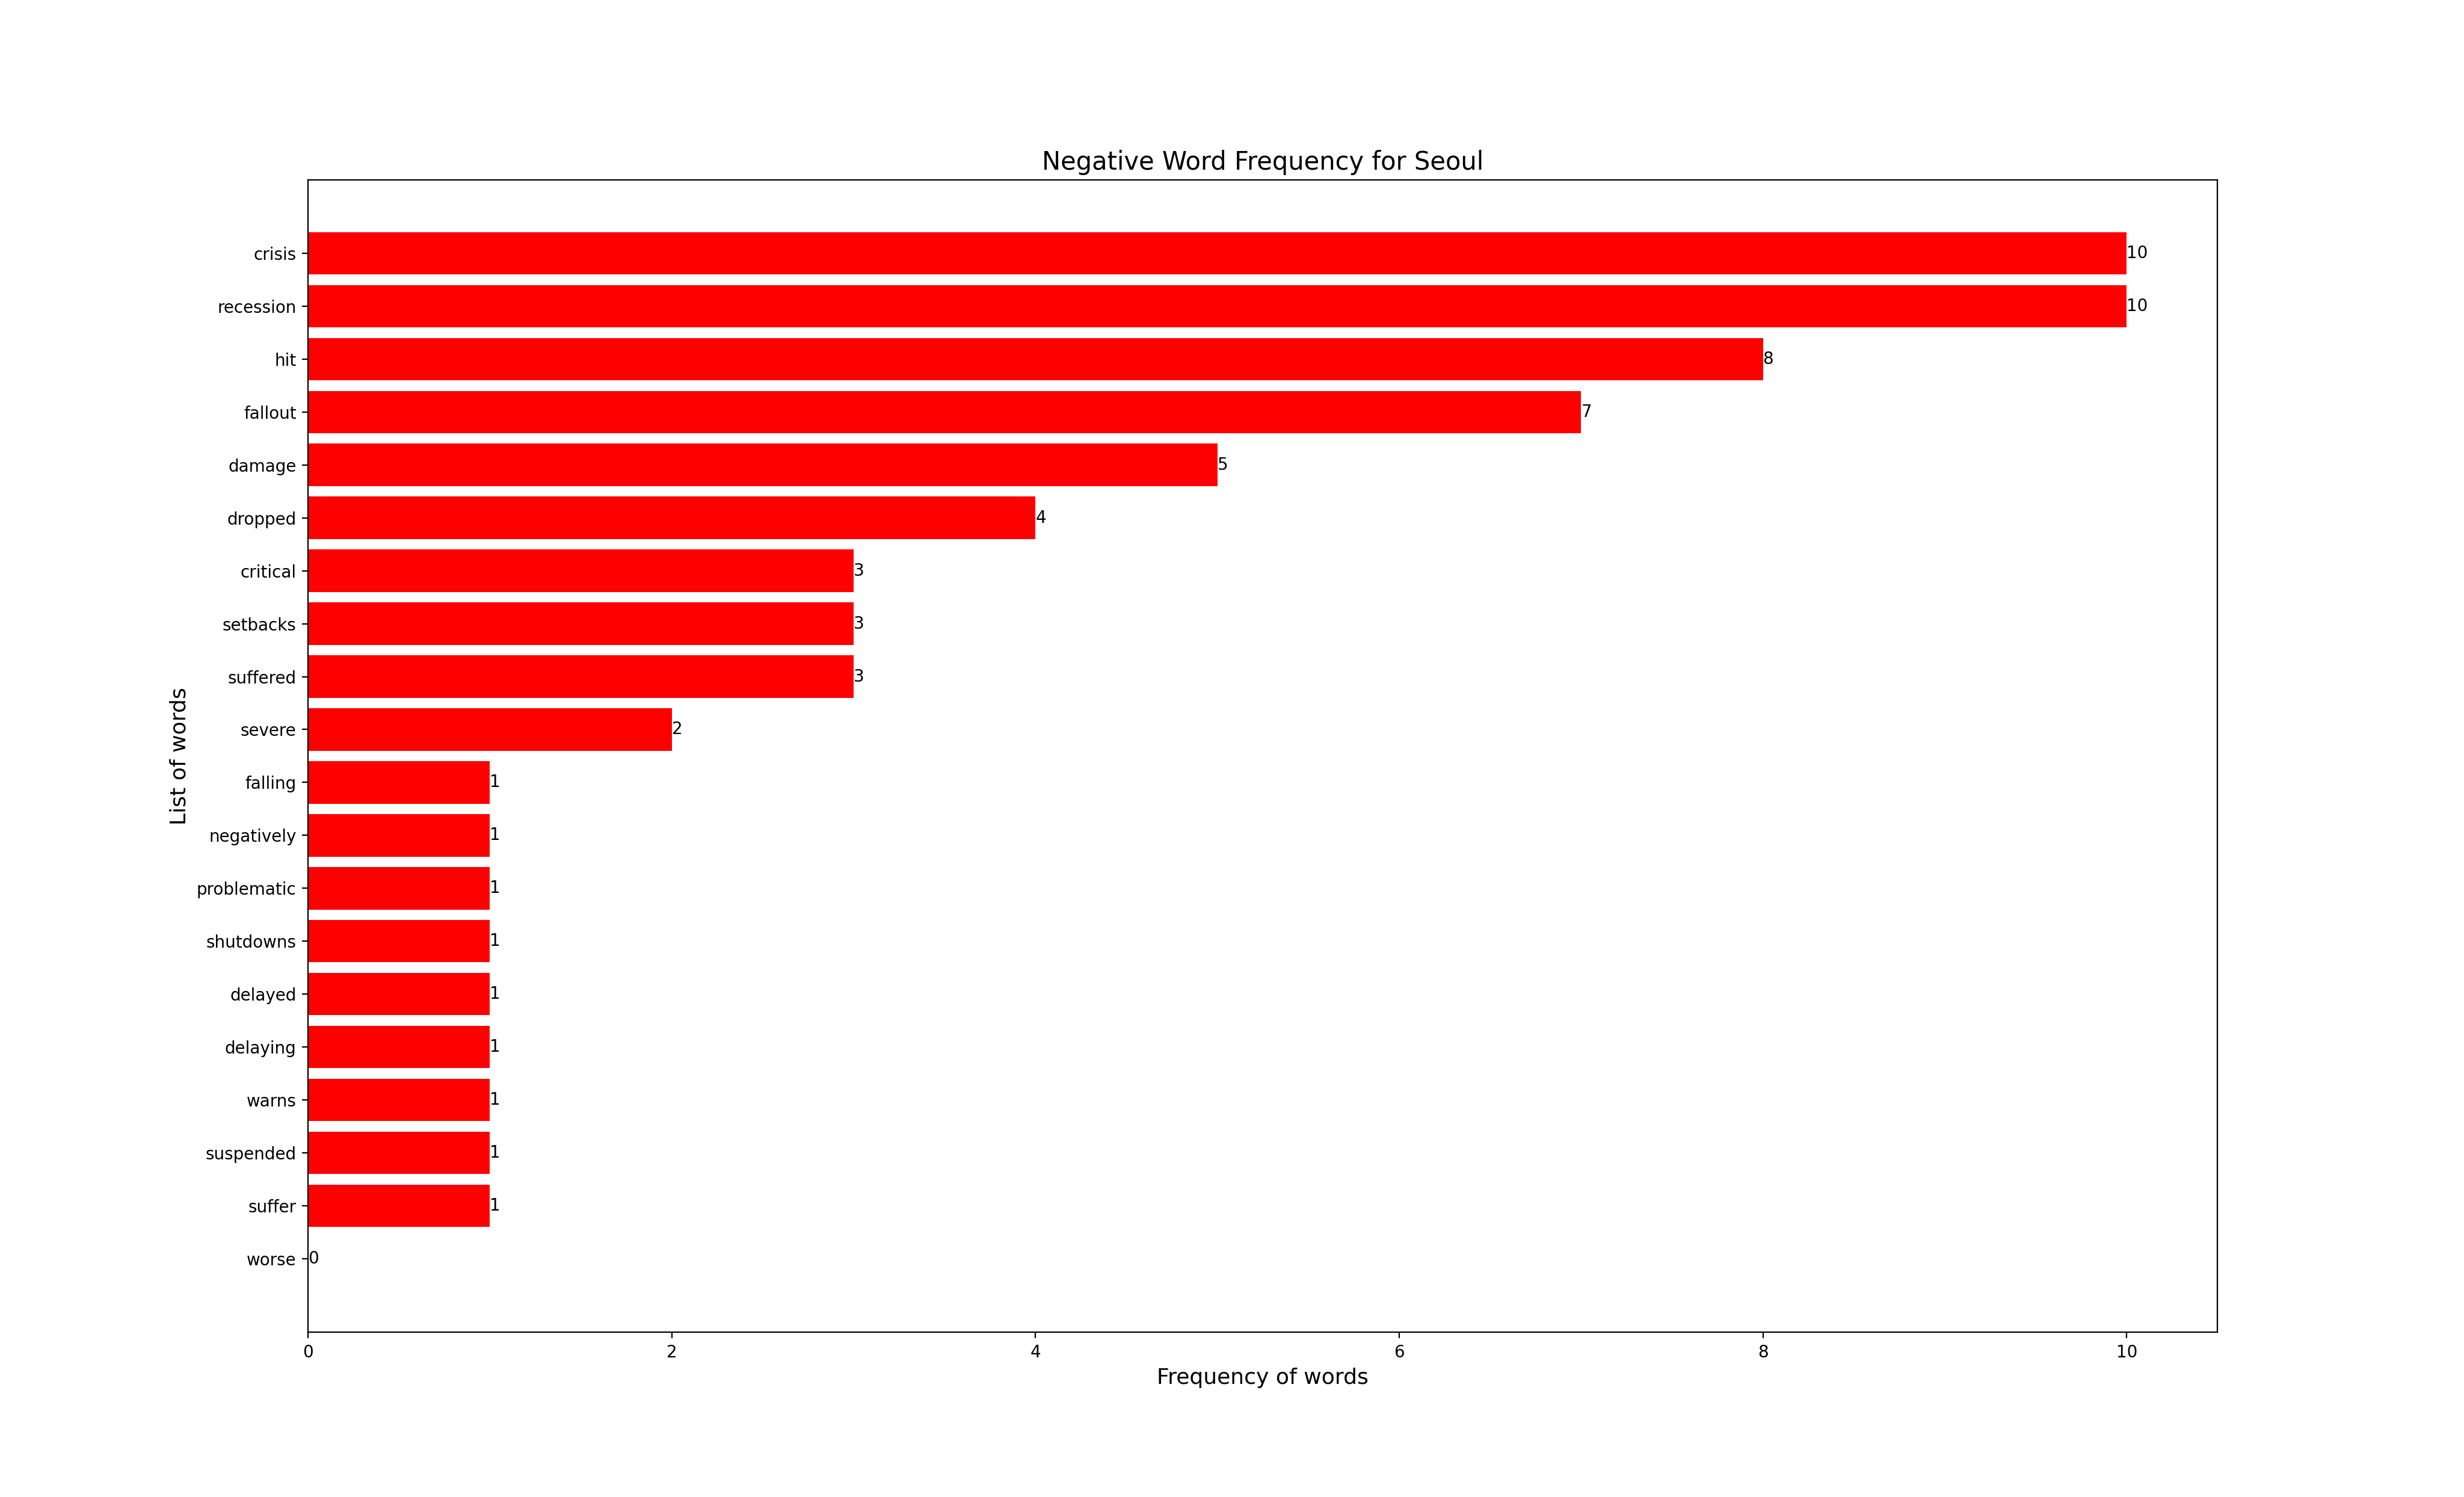 Negative Word Frequency for Seoul
crisis 10
recession 10
hit 8
fallout 7
damage 5
dropped 4
critical 3
setbacks 3
suffered 3
severe 2
falling 1
negatively 1
problematic 1
shutdowns 1
delayed 1
delaying 1
warns 1
suspended 1
suffer 1
worse 0
List of words
0 2 4 6 8 10
Frequency of words